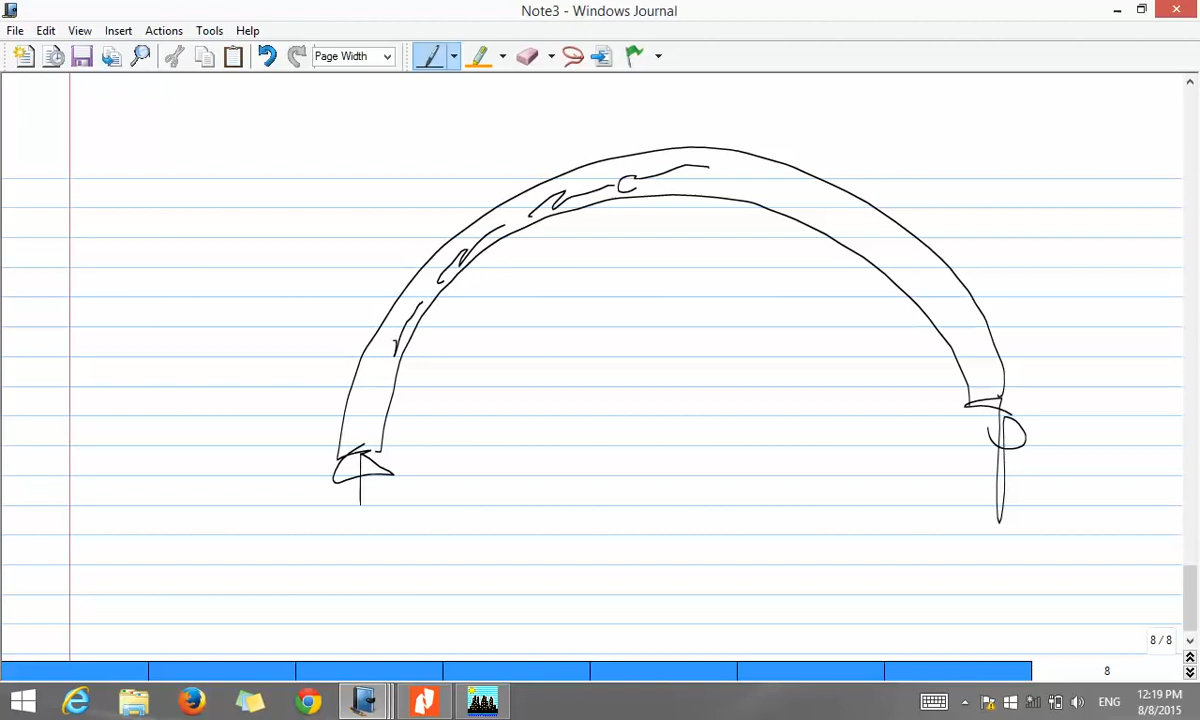 Note3 - Windows Journal
File Edit View Insert Actions Tools Help
Page Width
8 / 8
8
ENG
12:19 PM
8/8/2015